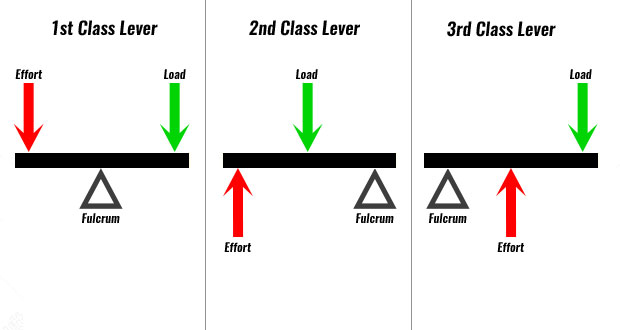 1st Class Lever
Effort
Load
Fulcrum
2nd Class Lever
Load
Effort
Fulcrum
3rd Class Lever
Load
Fulcrum
Effort